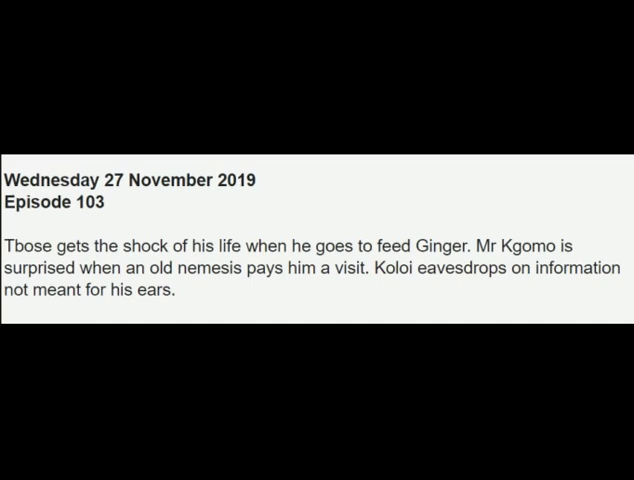 Wednesday 27 November 2019
Episode 103
Tbose gets the shock of his life when he goes to feed Ginger. Mr Kgomo is
surprised when an old nemesis pays him a visit. Koloi eavesdrops on information
not meant for his ears.